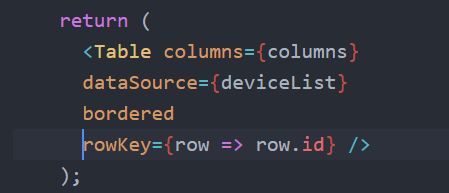 return (
<Table columns={columns}
dataSource={deviceList}
bordered
rowKey={row => row.id} />
);